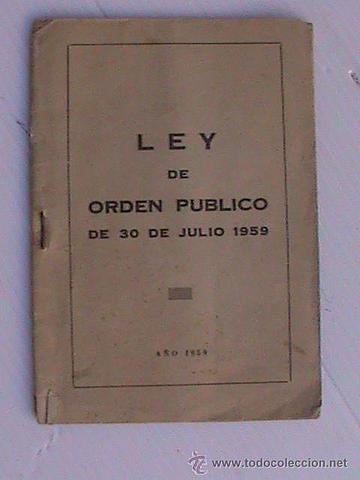 LEY
DE
ORDEN PUBLICO
DE 30 DE JULIO 1959
AÑO 1959
www.todocoleccion.net